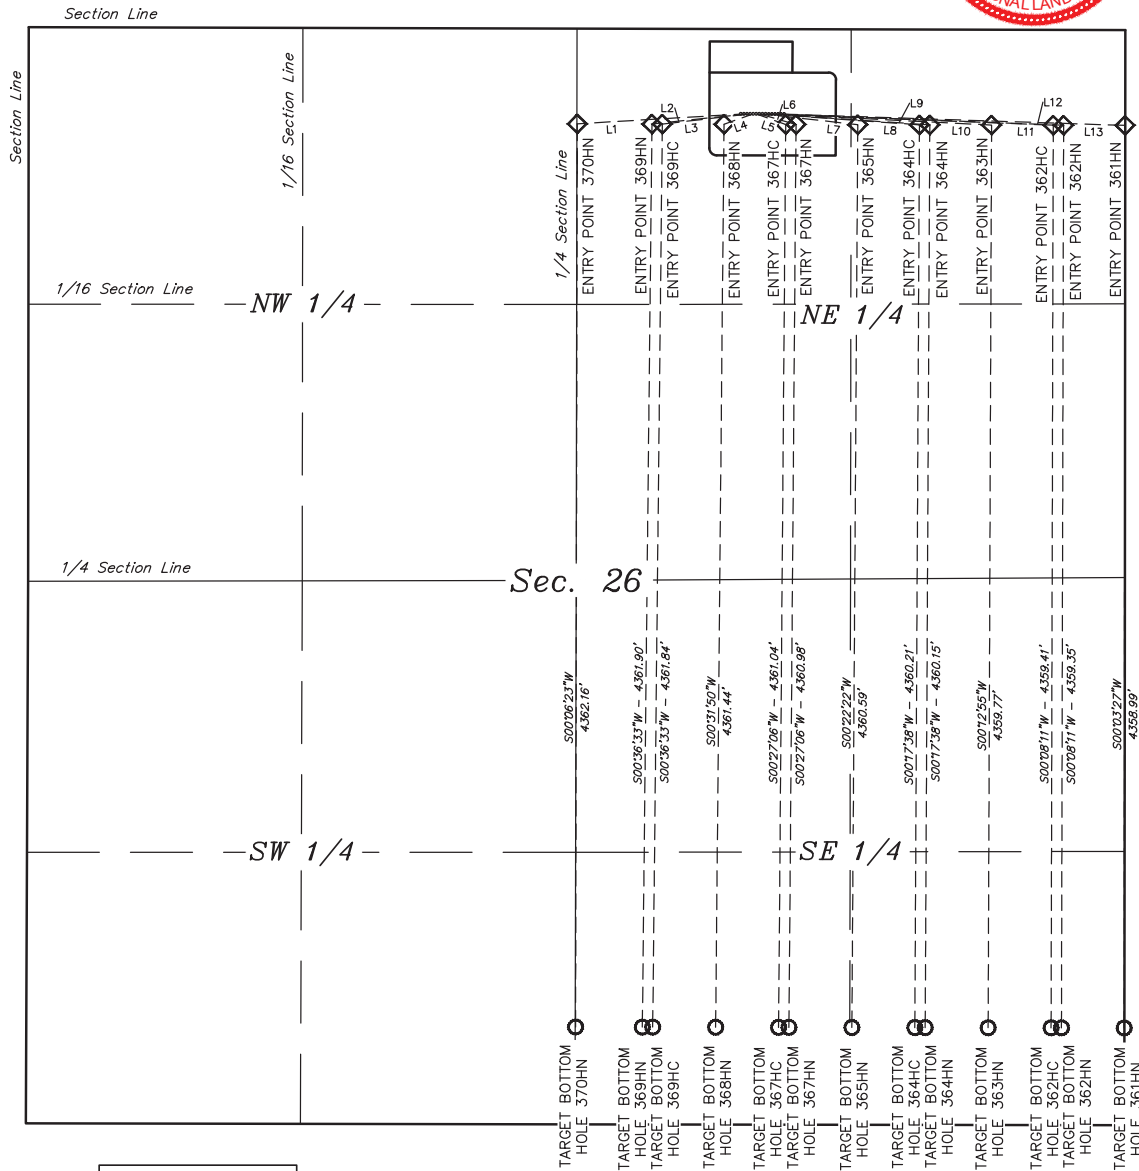 Section Line
NAL LAND
Section Line
1/16 Section Line
1/4 Section Line
L1
L2
L3
L4
L5
L6
L7
L8
L9
L10
L11
L12
L13
ENTRY POINT 370HN
ENTRY POINT 369HN
ENTRY POINT 369HC
ENTRY POINT 368HN
ENTRY POINT 367HC
ENTRY POINT 367HN
ENTRY POINT 365HN
ENTRY POINT 364HC
ENTRY POINT 364HN
ENTRY POINT 363HN
ENTRY POINT 362HC
ENTRY POINT 362HN
ENTRY POINT 361HN
1/16 Section Line
NW 1/4
NE 1/4
1/4 Section Line
Sec. 26
S00°06'23"W
4362.16'
S00°36'33"W - 4361.90'
S00°36'33"W - 4361.84'
S00°31'50"W
4361.44'
S00°27'06"W - 4361.04'
S00°27'06"W - 4360.98'
S00°22'22"W
4360.59'
S00°17'38"W - 4360.21'
S00°17'38"W - 4360.15'
S00°12'55"W
4359.77'
S00°08'11"W - 4359.41'
S00°08'11"W - 4359.35'
S00°03'27"W
4358.99'
SW 1/4
SE 1/4
TARGET BOTTOM
HOLE 370HN
TARGET BOTTOM
HOLE 369HN
TARGET BOTTOM
HOLE 369HC
TARGET BOTTOM
HOLE 368HN
TARGET BOTTOM
HOLE 367HC
TARGET BOTTOM
HOLE 367HN
TARGET BOTTOM
HOLE 365HN
TARGET BOTTOM
HOLE 364HC
TARGET BOTTOM
HOLE 364HN
TARGET BOTTOM
HOLE 363HN
TARGET BOTTOM
HOLE 362HC
TARGET BOTTOM
HOLE 362HN
TARGET BOTTOM
HOLE 361HN